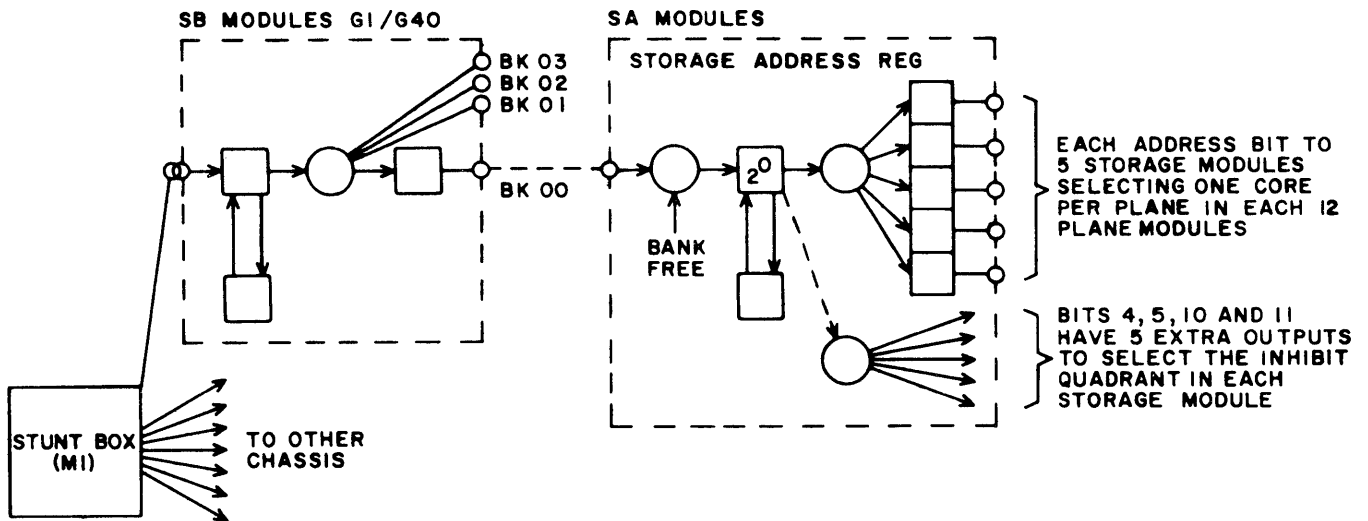 SB MODULES G1/G40
BK 03
BK 02
BK 01
BK 00
SA MODULES
STORAGE ADDRESS REG
2⁰
BANK
FREE
EACH ADDRESS BIT TO
5 STORAGE MODULES
SELECTING ONE CORE
PER PLANE IN EACH 12
PLANE MODULES
BITS 4, 5, 10 AND 11
HAVE 5 EXTRA OUTPUTS
TO SELECT THE INHIBIT
QUADRANT IN EACH
STORAGE MODULE
STUNT BOX
(M1)
TO OTHER
CHASSIS